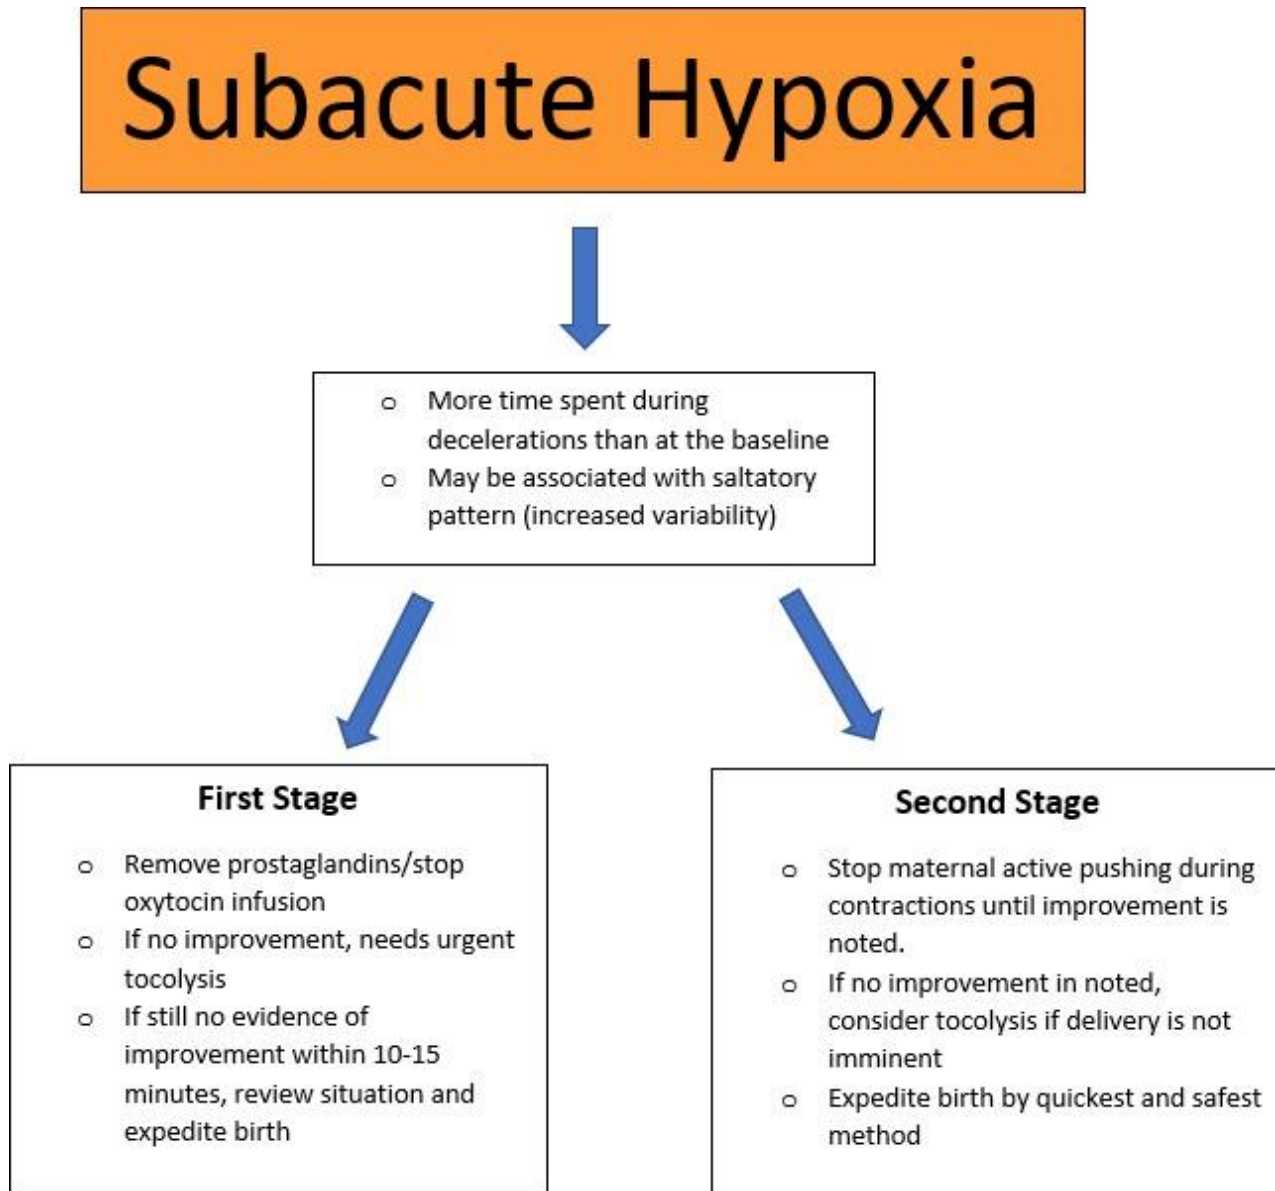 Subacute Hypoxia
o More time spent during
decelerations than at the baseline
o May be associated with saltatory
pattern (increased variability)
First Stage
o Remove prostaglandins/stop
oxytocin infusion
o If no improvement, needs urgent
tocolysis
o If still no evidence of
improvement within 10-15
minutes, review situation and
expedite birth
Second Stage
o Stop maternal active pushing during
contractions until improvement is
noted.
o If no improvement in noted,
consider tocolysis if delivery is not
imminent
o Expedite birth by quickest and safest
method